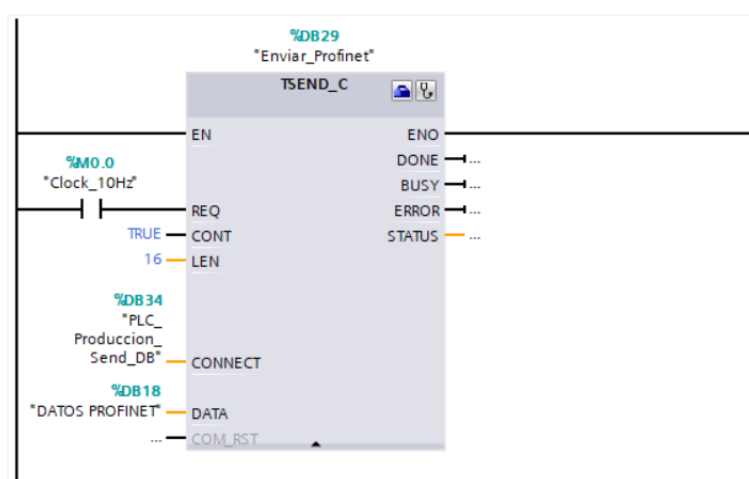 %DB29
"Enviar_Profinet"
TSEND_C
EN
ENO
%M0.0
"Clock_10Hz"
DONE
...
BUSY
...
REQ
ERROR
...
TRUE
CONT
STATUS
...
16
LEN
%DB34
"PLC_
Produccion_
Send_DB"
CONNECT
%DB18
"DATOS PROFINET"
DATA
...
COM_RST